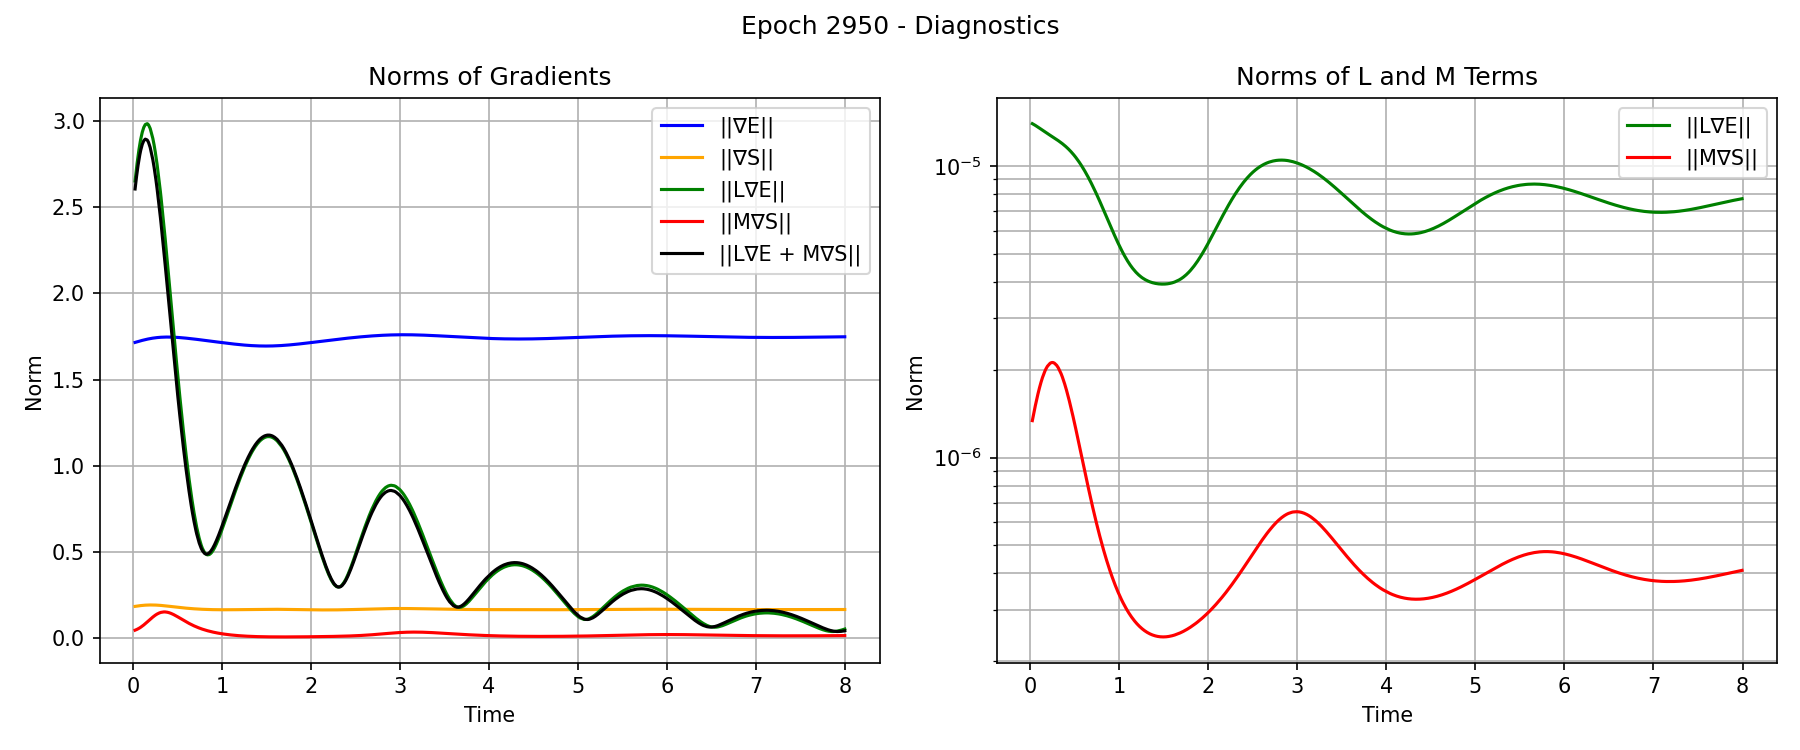 Epoch 2950 - Diagnostics
Norms of Gradients
3.0
2.5
2.0
1.5
1.0
0.5
0.0
Norm
0 1 2 3 4 5 6 7 8
Time
||∇E||
||∇S||
||L∇E||
||M∇S||
||L∇E + M∇S||
Norms of L and M Terms
10⁻⁵
10⁻⁶
Norm
0 1 2 3 4 5 6 7 8
Time
||L∇E||
||M∇S||